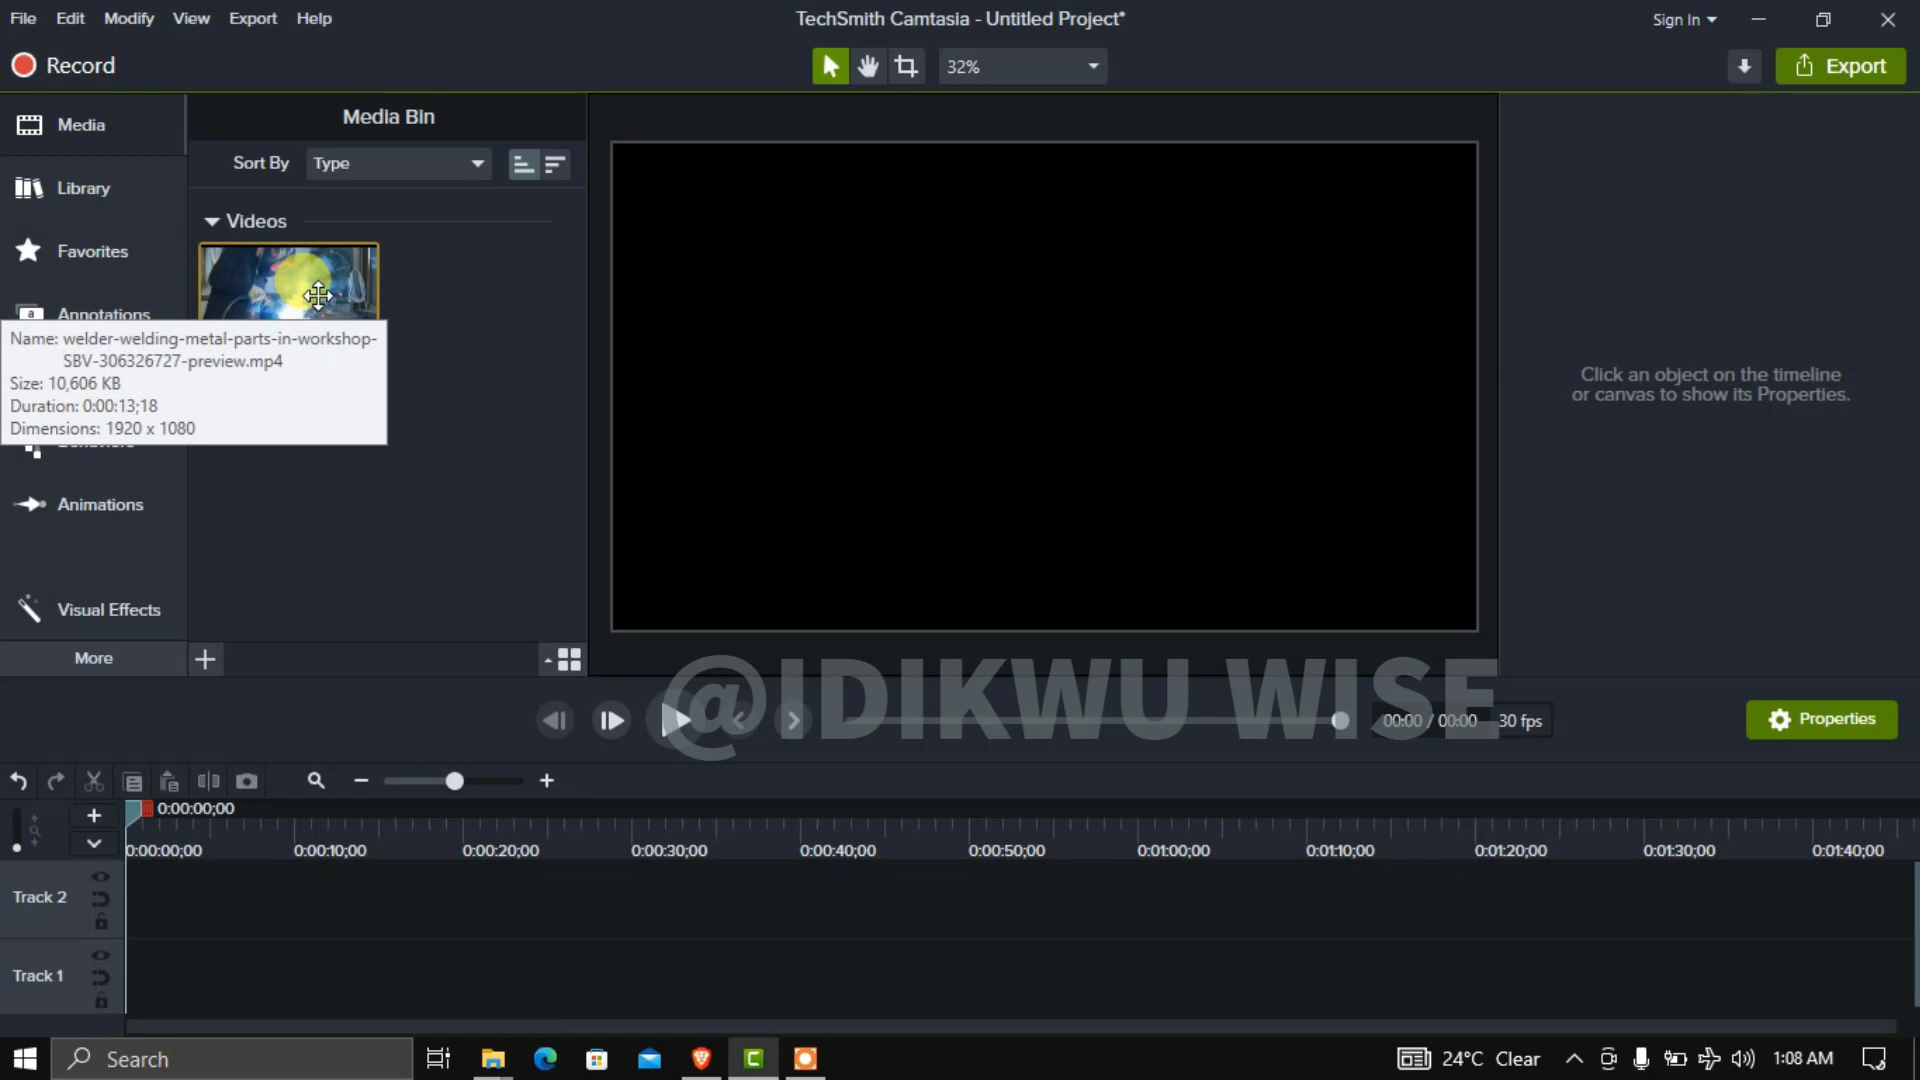 File Edit Modify View Export Help
TechSmith Camtasia - Untitled Project*
Sign In
Record
32%
Export
Media
Media Bin
Sort By Type
Library
Videos
Favorites
Annotations
Name: welder-welding-metal-parts-in-workshop-
SBV-306326727-preview.mp4
Size: 10,606 KB
Duration: 0:00:13;18
Dimensions: 1920 x 1080
Click an object on the timeline
or canvas to show its Properties.
Animations
Visual Effects
More
@IDIKWU WISE
00:00 / 00:00 30 fps
Properties
0:00:00;00
0:00:00;00 0:00:10;00 0:00:20;00 0:00:30;00 0:00:40;00 0:00:50;00 0:01:00;00 0:01:10;00 0:01:20;00 0:01:30;00 0:01:40;00
Track 2
Track 1
Search
24°C Clear
1:08 AM